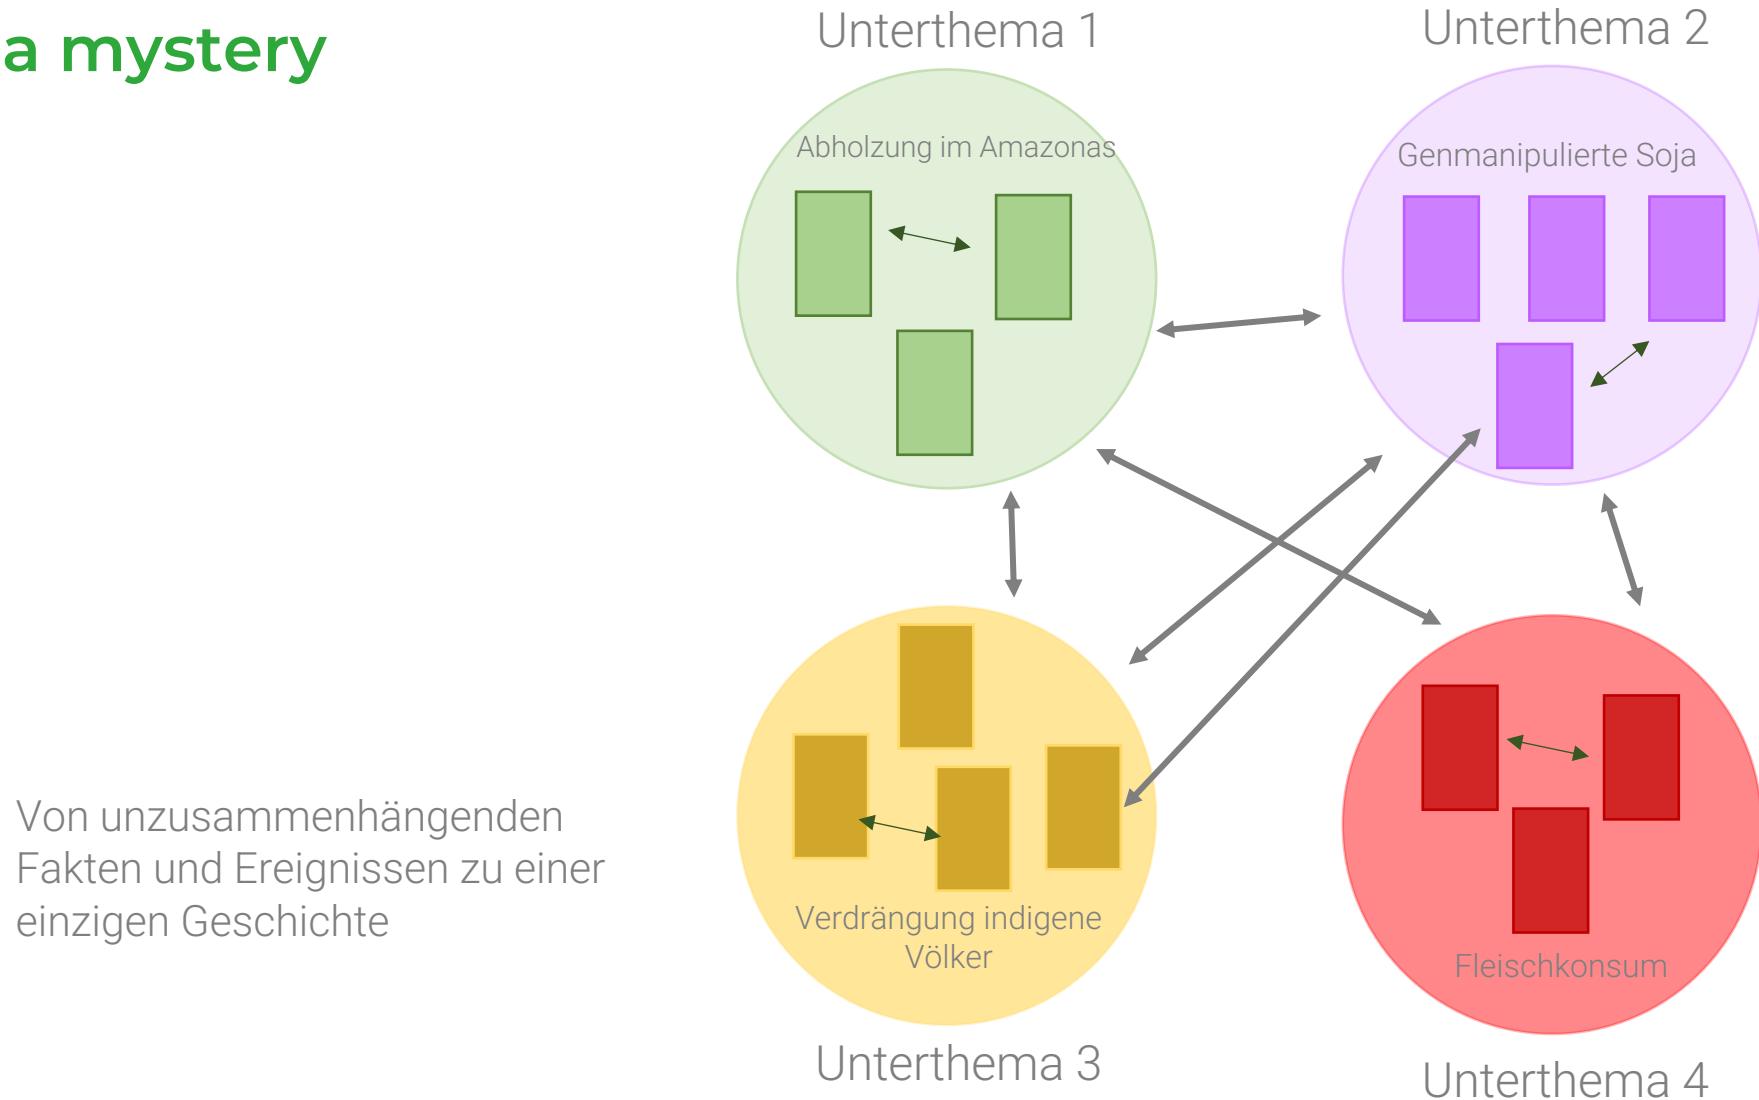 a mystery
Unterthema 1
Unterthema 2
Abholzung im Amazonas
Genmanipulierte Soja
Von unzusammenhängenden
Fakten und Ereignissen zu einer
einzigen Geschichte
Verdrängung indigene
Völker
Fleischkonsum
Unterthema 3
Unterthema 4